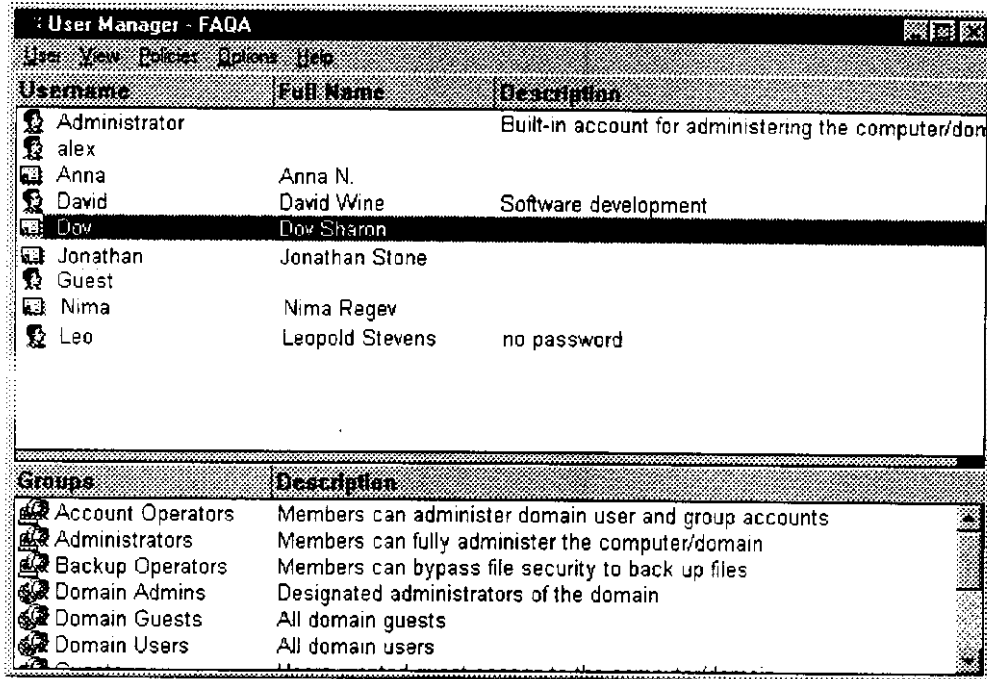 User Manager - FAQA
User View Policies Options Help
Username Full Name Description
Administrator Built-in account for administering the computer/dom
alex
Anna Anna N.
David David Wine Software development
Dov Dov Sharon
Jonathan Jonathan Stone
Guest
Nima Nima Regev
Leo Leopold Stevens no password
Groups Description
Account Operators Members can administer domain user and group accounts
Administrators Members can fully administer the computer/domain
Backup Operators Members can bypass file security to back up files
Domain Admins Designated administrators of the domain
Domain Guests All domain guests
Domain Users All domain users